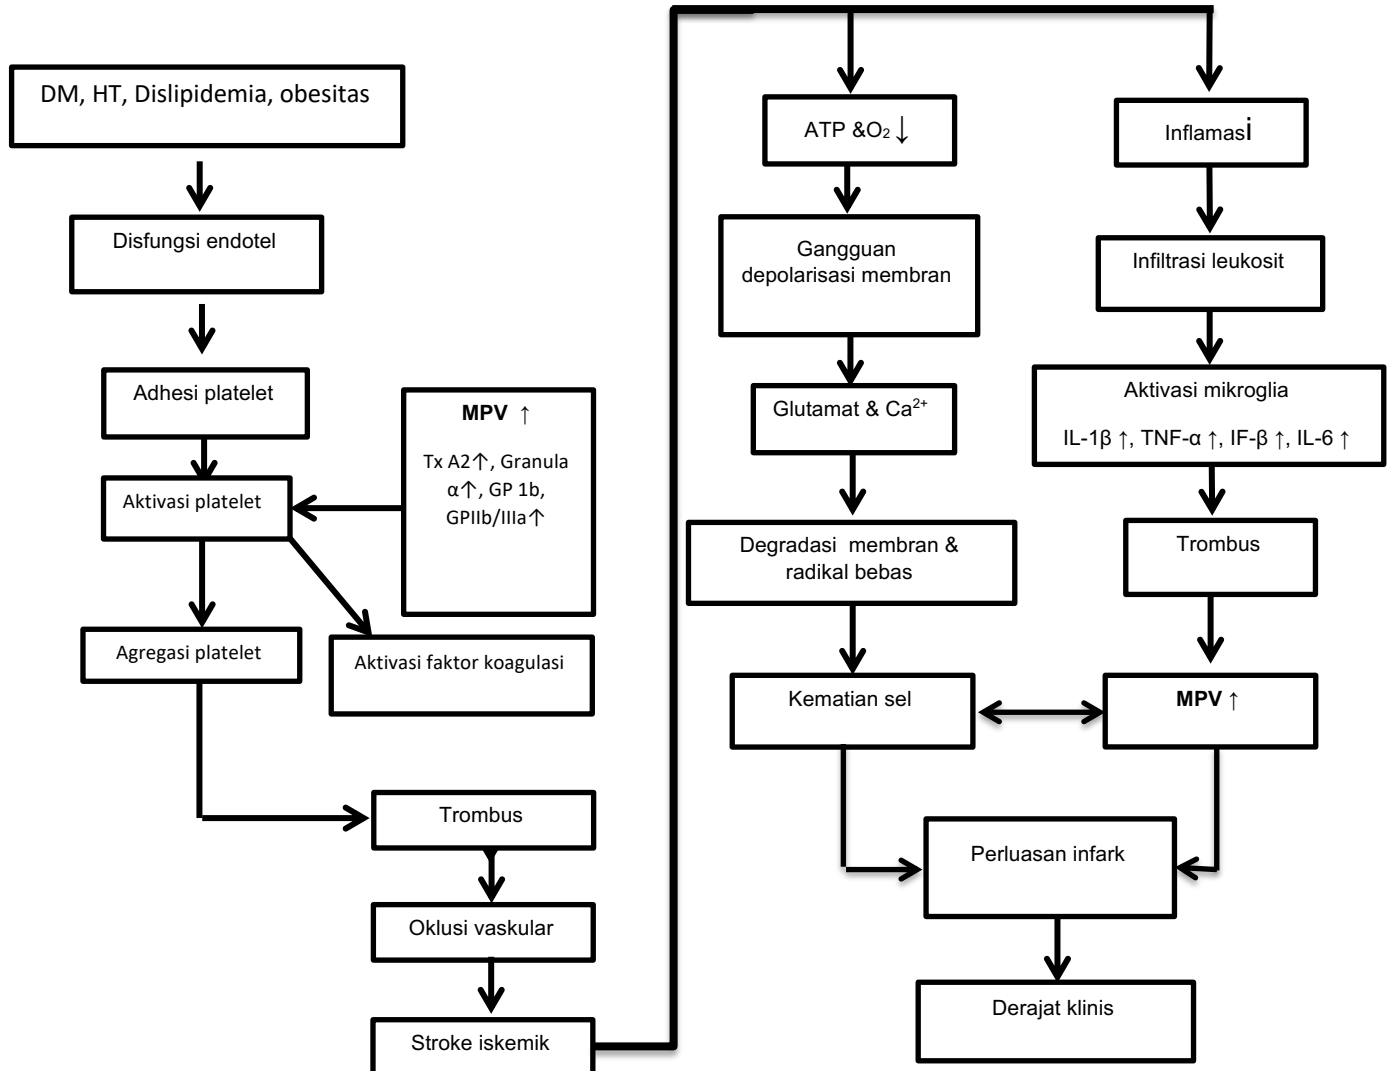 DM, HT, Dislipidemia, obesitas
Disfungsi endotel
Adhesi platelet
MPV ↑
Tx A2↑, Granula
α↑, GP 1b,
GPIIb/IIIa↑
Aktivasi platelet
Agregasi platelet
Aktivasi faktor koagulasi
Trombus
Oklusi vaskular
Stroke iskemik
ATP &O₂ ↓
Gangguan
depolarisasi membran
Glutamat & Ca²⁺
Degradasi membran &
radikal bebas
Kematian sel
Inflamasi
Infiltrasi leukosit
Aktivasi mikroglia
IL-1β ↑, TNF-α ↑, IF-β ↑, IL-6 ↑
Trombus
MPV ↑
Perluasan infark
Derajat klinis